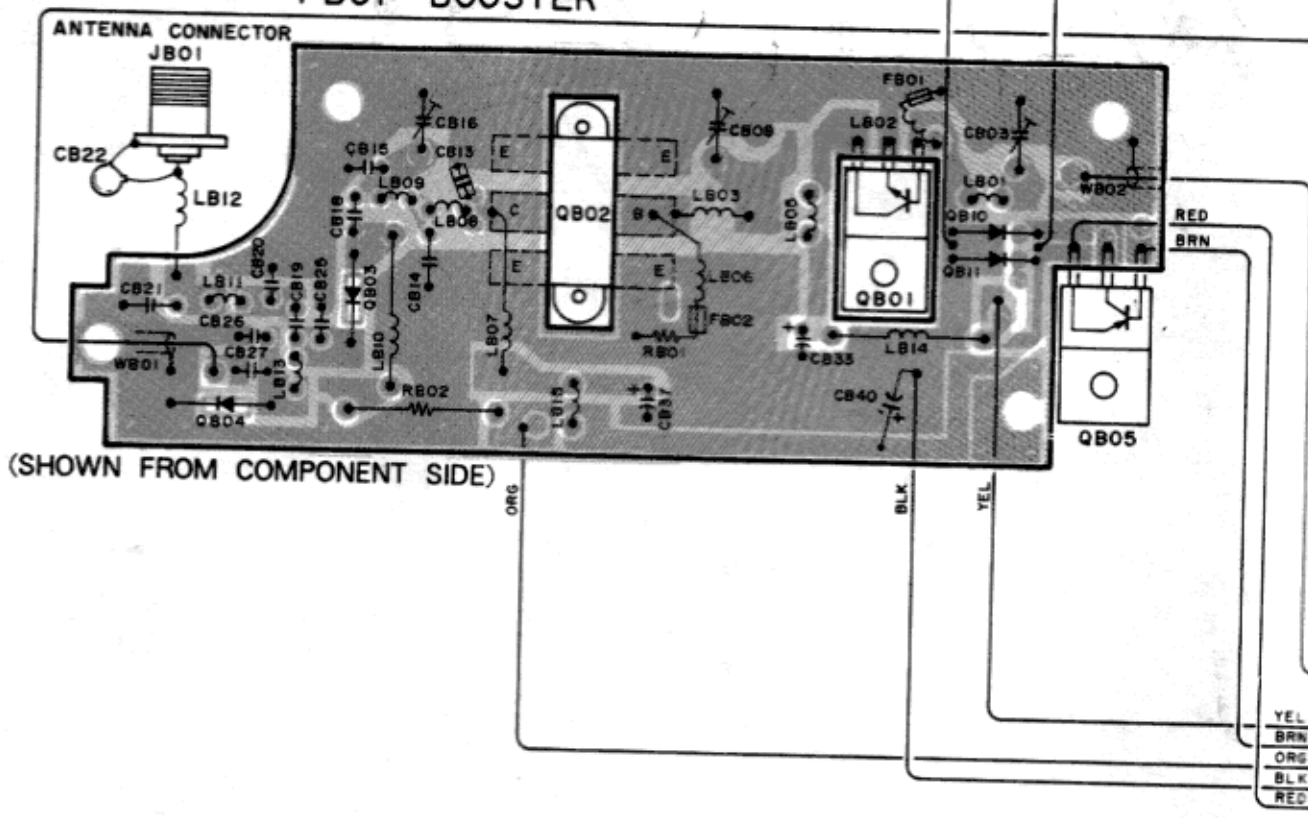 BOOSTER
ANTENNA CONNECTOR
JB01
CB22
LB12
CB16
CB15
CB13
LB09
LB08
CB18
E
E
C
QB02
B
E
E
CB08
LB03
LB05
LB06
FB02
RB01
FB01
LB02
CB03
LB01
WB02
QB10
QB11
QB01
RED
BRN
CB20
CB19
CB25
QB03
CB14
CB21
LB11
CB26
CB27
WB01
LB13
LB10
LB07
RB02
QB04
LB15
CB37
CB33
LB14
CB40
QB05
(SHOWN FROM COMPONENT SIDE)
ORG
BLK
YEL
YEL
BRN
ORG
BLK
RED